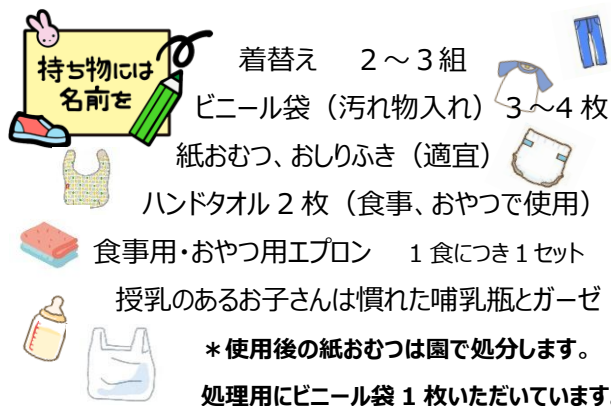 持ち物には
名前を
着替え　２～３組
ビニール袋（汚れ物入れ）３～4 枚
紙おむつ、おしりふき（適宜）
ハンドタオル 2 枚（食事、おやつで使用）
食事用・おやつ用エプロン　１食につき１セット
授乳のあるお子さんは慣れた哺乳瓶とガーゼ
＊使用後の紙おむつは園で処分します。
処理用にビニール袋 1 枚いただいています。